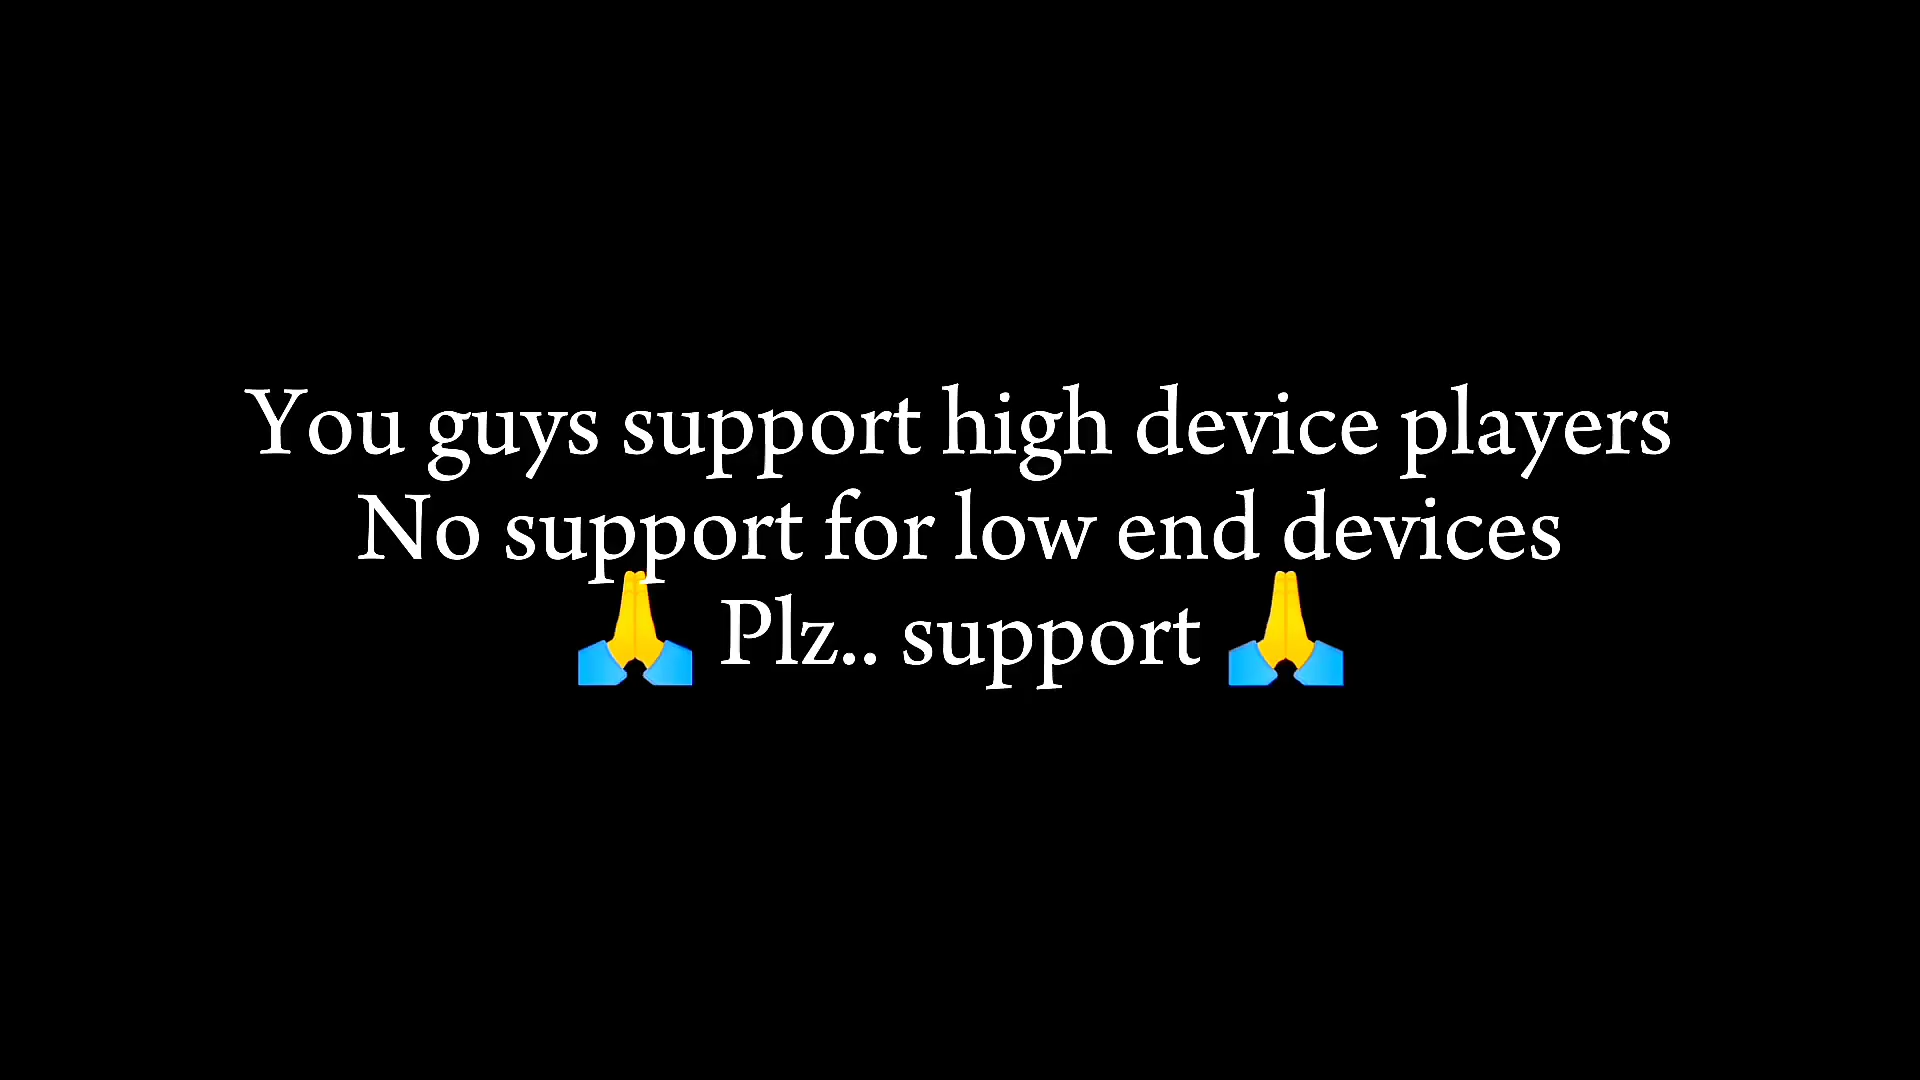 You guys support high device players
No support for low end devices
🙏 Plz.. support 🙏